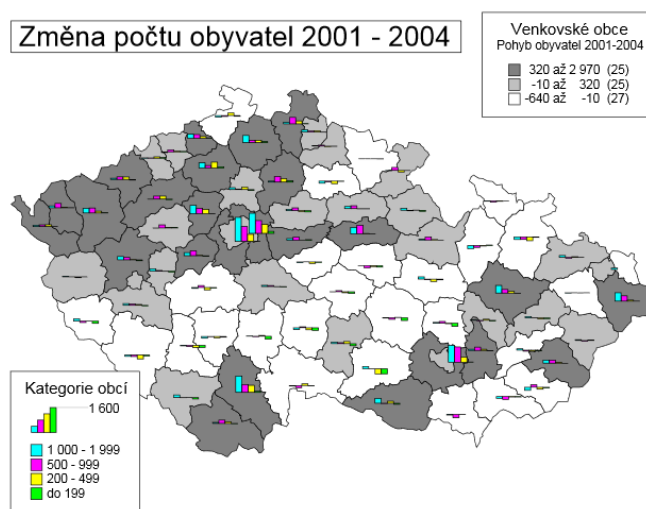 Změna počtu obyvatel 2001 - 2004
Venkovské obce
Pohyb obyvatel 2001-2004
320 až 2 970 (25)
-10 až 320 (25)
-640 až -10 (27)
Kategorie obcí
1 600
1 000 - 1 999
500 - 999
200 - 499
do 199